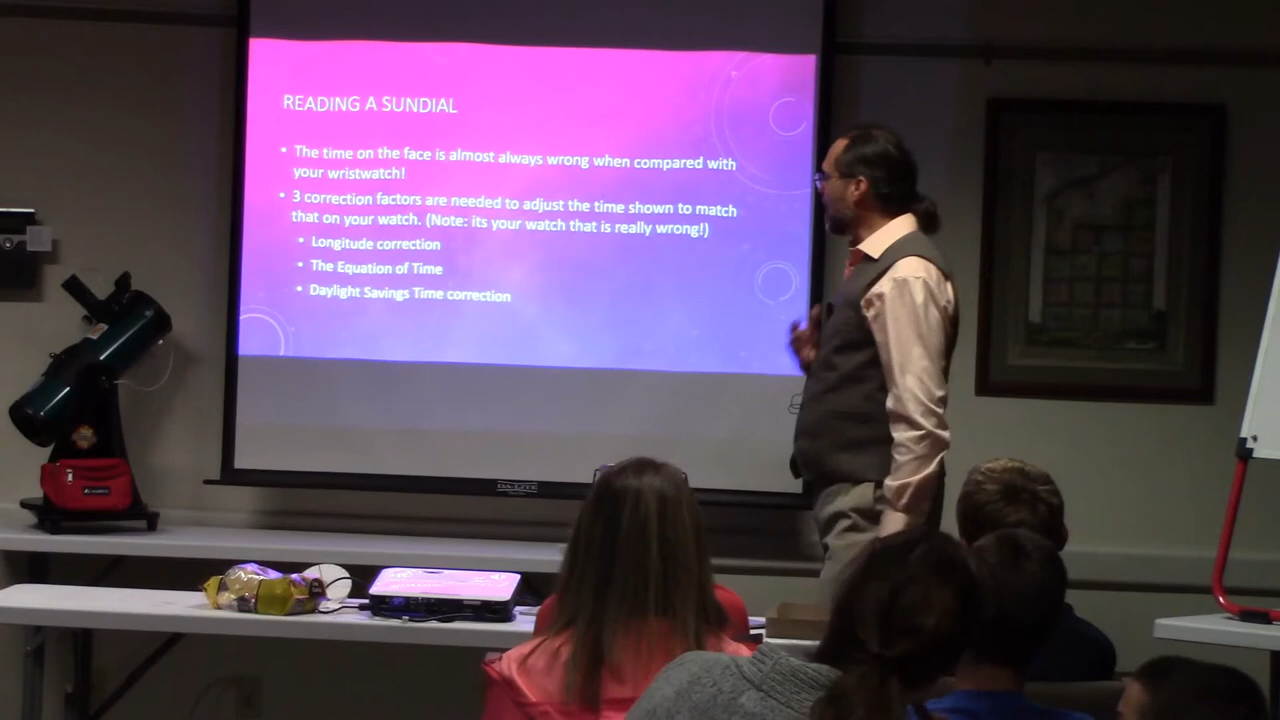 READING A SUNDIAL
• The time on the face is almost always wrong when compared with
your wristwatch!
• 3 correction factors are needed to adjust the time shown to match
that on your watch. (Note: its your watch that is really wrong!)
• Longitude correction
• The Equation of Time
• Daylight Savings Time correction
DA-LITE